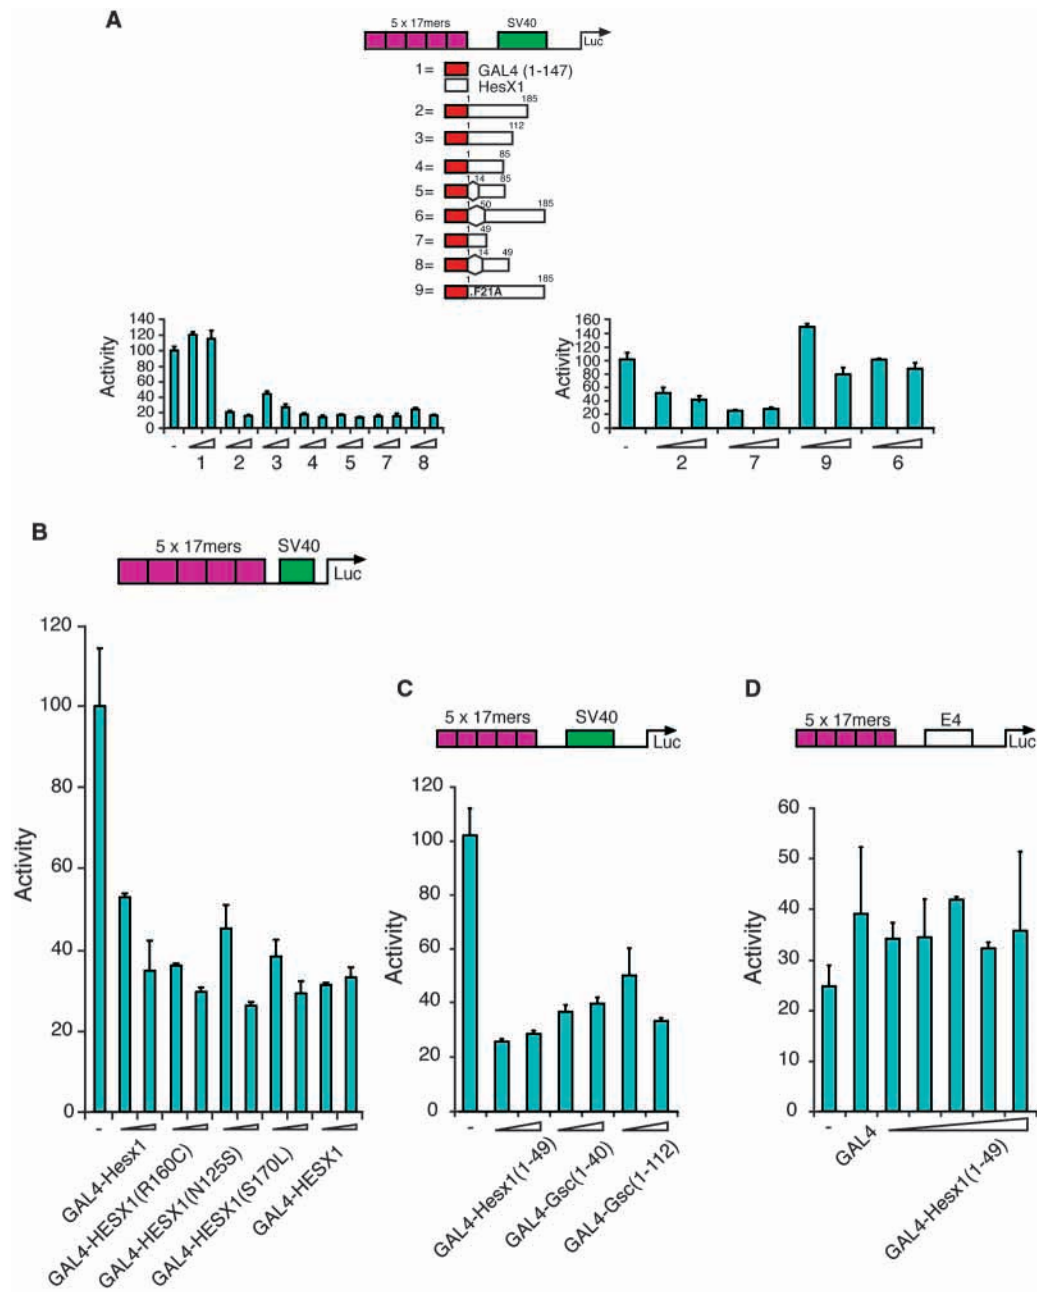 A
5 x 17mers SV40
Luc
1= GAL4 (1-147)
HesX1
1 185
2=
1 112
3=
1 85
4=
1 14 85
5=
1 50 185
6=
1 49
7=
1 14 49
8=
1 185
9= .F21A
Activity
140
120
100
80
60
40
20
0
- 1 2 3 4 5 7 8
Activity
160
140
120
100
80
60
40
20
0
- 2 7 9 6
B
5 x 17mers SV40
Luc
Activity
120
100
80
60
40
20
0
-
GAL4-Hesx1
GAL4-HESX1(R160C)
GAL4-HESX1(N125S)
GAL4-HESX1(S170L)
GAL4-HESX1
C
5 x 17mers SV40
Luc
Activity
120
100
80
60
40
20
0
-
GAL4-Hesx1(1-49)
GAL4-Gsc(1-40)
GAL4-Gsc(1-112)
D
5 x 17mers E4
Luc
Activity
60
50
40
30
20
10
0
-
GAL4
GAL4-Hesx1(1-49)